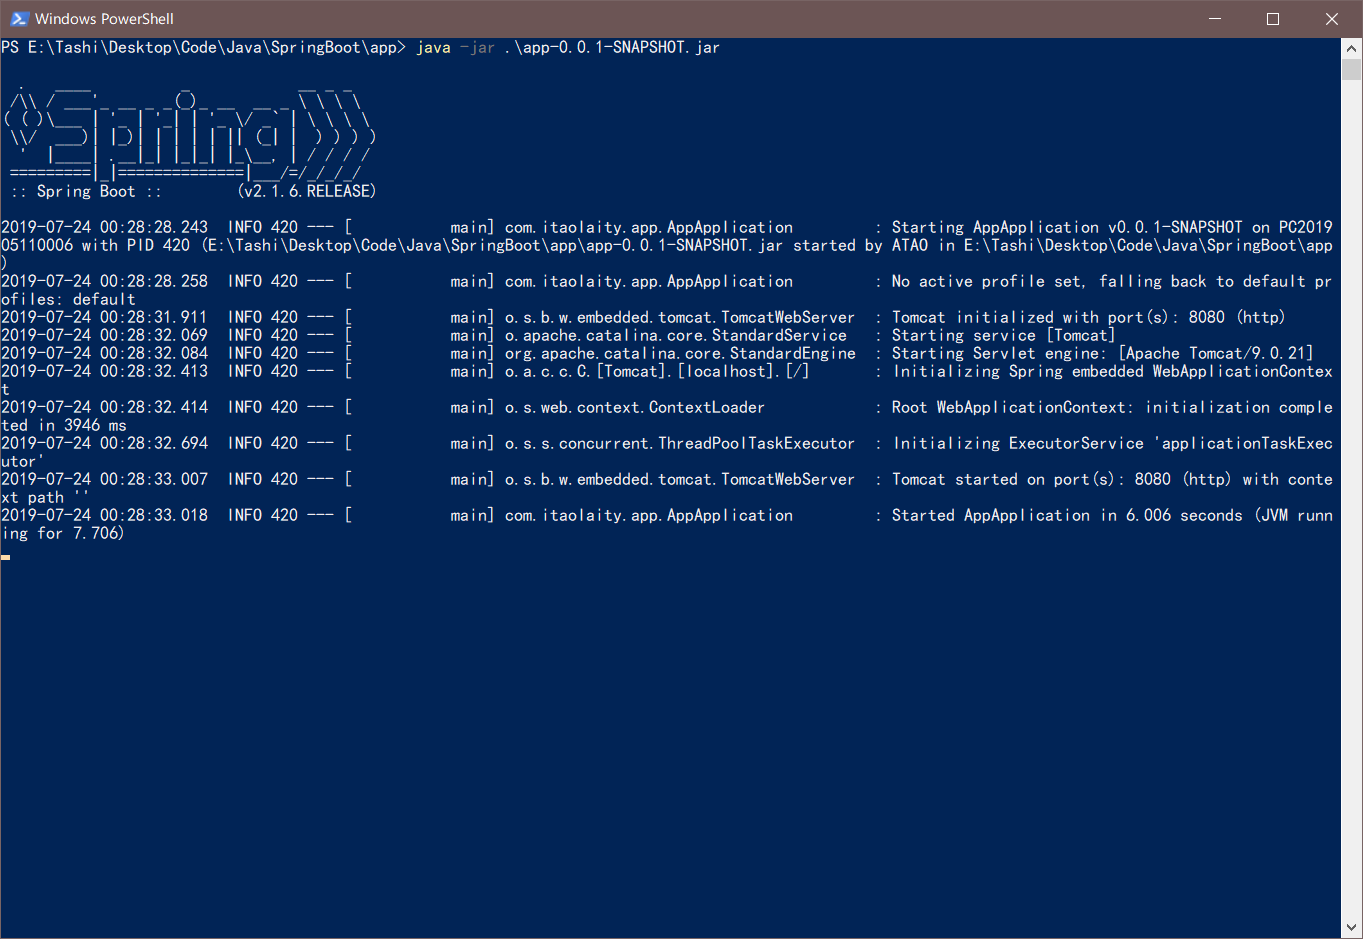 Windows PowerShell
PS E:\Tashi\Desktop\Code\Java\SpringBoot\app> java -jar .\app-0.0.1-SNAPSHOT.jar
  .   ____          _            __ _ _
 /\\ / ___'_ __ _ _(_)_ __  __ _ \ \ \ \
( ( )\___ | '_ | '_| | '_ \/ _` | \ \ \ \
 \\/  ___)| |_)| | | | | || (_| |  ) ) ) )
  '  |____| .__|_| |_|_| |_\__, | / / / /
 =========|_|==============|___/=/_/_/_/
 :: Spring Boot ::        (v2.1.6.RELEASE)
2019-07-24 00:28:28.243  INFO 420 --- [           main] com.itaolaity.app.AppApplication         : Starting AppApplication v0.0.1-SNAPSHOT on PC2019
05110006 with PID 420 (E:\Tashi\Desktop\Code\Java\SpringBoot\app\app-0.0.1-SNAPSHOT.jar started by ATAO in E:\Tashi\Desktop\Code\Java\SpringBoot\app
)
2019-07-24 00:28:28.258  INFO 420 --- [           main] com.itaolaity.app.AppApplication         : No active profile set, falling back to default pr
ofiles: default
2019-07-24 00:28:31.911  INFO 420 --- [           main] o.s.b.w.embedded.tomcat.TomcatWebServer  : Tomcat initialized with port(s): 8080 (http)
2019-07-24 00:28:32.069  INFO 420 --- [           main] o.apache.catalina.core.StandardService   : Starting service [Tomcat]
2019-07-24 00:28:32.084  INFO 420 --- [           main] org.apache.catalina.core.StandardEngine  : Starting Servlet engine: [Apache Tomcat/9.0.21]
2019-07-24 00:28:32.413  INFO 420 --- [           main] o.a.c.c.C.[Tomcat].[localhost].[/]       : Initializing Spring embedded WebApplicationContex
t
2019-07-24 00:28:32.414  INFO 420 --- [           main] o.s.web.context.ContextLoader            : Root WebApplicationContext: initialization comple
ted in 3946 ms
2019-07-24 00:28:32.694  INFO 420 --- [           main] o.s.s.concurrent.ThreadPoolTaskExecutor  : Initializing ExecutorService 'applicationTaskExec
utor'
2019-07-24 00:28:33.007  INFO 420 --- [           main] o.s.b.w.embedded.tomcat.TomcatWebServer  : Tomcat started on port(s): 8080 (http) with conte
xt path ''
2019-07-24 00:28:33.018  INFO 420 --- [           main] com.itaolaity.app.AppApplication         : Started AppApplication in 6.006 seconds (JVM runn
ing for 7.706)